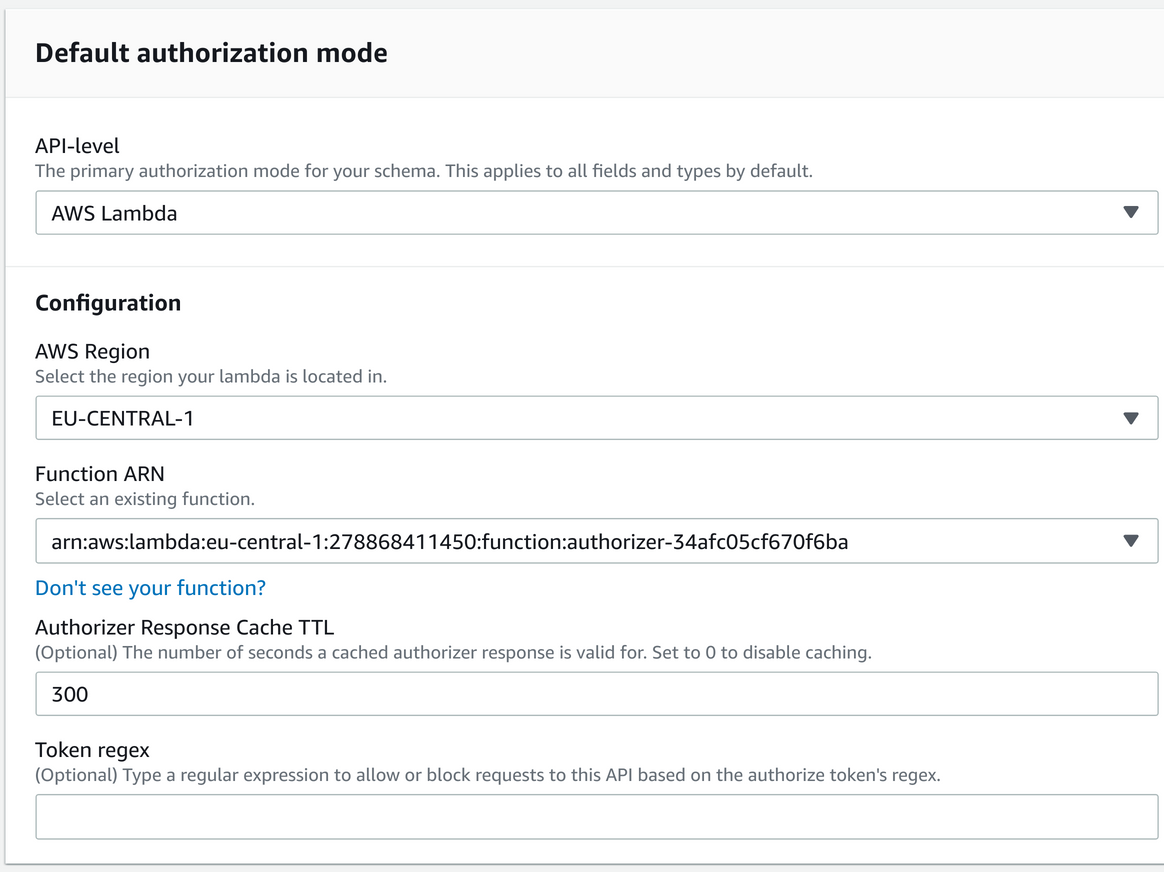 Default authorization mode
API-level
The primary authorization mode for your schema. This applies to all fields and types by default.
AWS Lambda
Configuration
AWS Region
Select the region your lambda is located in.
EU-CENTRAL-1
Function ARN
Select an existing function.
arn:aws:lambda:eu-central-1:278868411450:function:authorizer-34afc05cf670f6ba
Don't see your function?
Authorizer Response Cache TTL
(Optional) The number of seconds a cached authorizer response is valid for. Set to 0 to disable caching.
300
Token regex
(Optional) Type a regular expression to allow or block requests to this API based on the authorize token's regex.